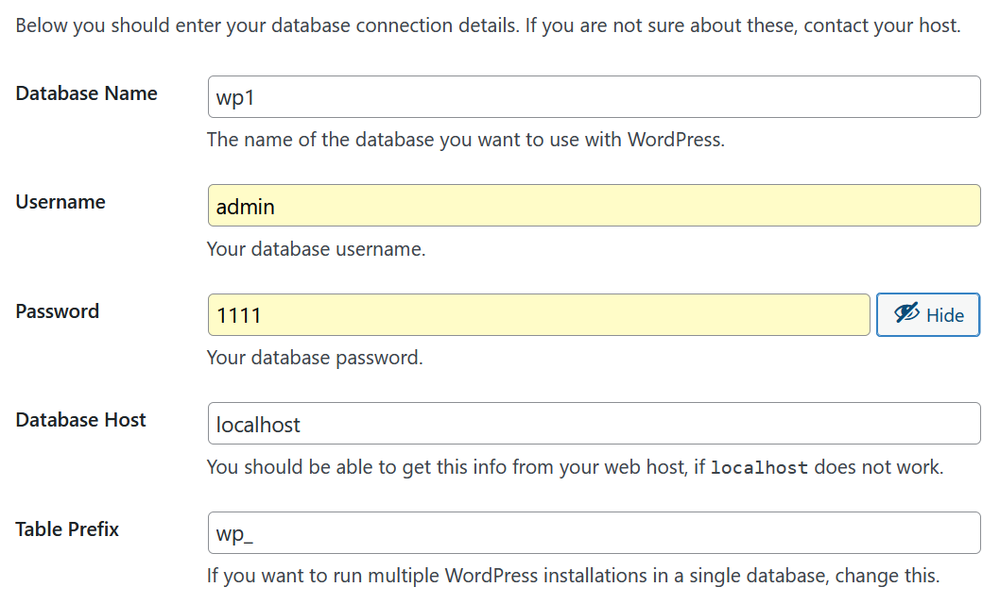 Below you should enter your database connection details. If you are not sure about these, contact your host.
Database Name
wp1
The name of the database you want to use with WordPress.
Username
admin
Your database username.
Password
1111
Hide
Your database password.
Database Host
localhost
You should be able to get this info from your web host, if localhost does not work.
Table Prefix
wp_
If you want to run multiple WordPress installations in a single database, change this.